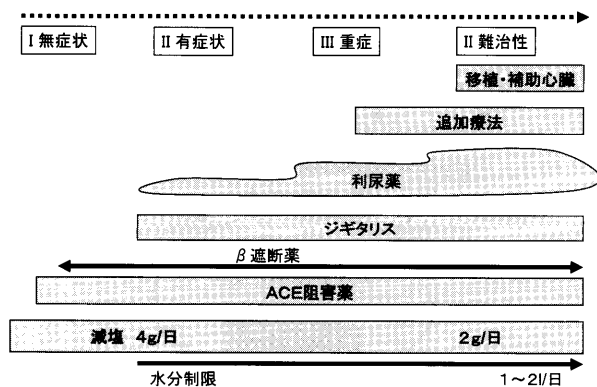 I 無症状 II 有症状 III 重症 II 難治性
移植・補助心臓
追加療法
利尿薬
ジギタリス
β遮断薬
ACE阻害薬
減塩 4g/日 2g/日
水分制限 1～2l/日